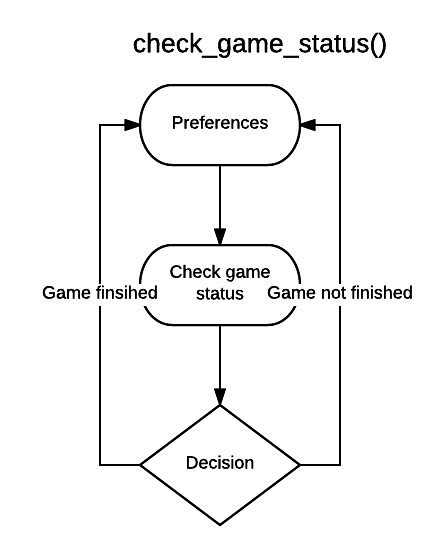 check_game_status()
Preferences
Check game
status
Game finsihed
Game not finished
Decision